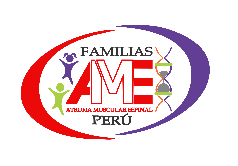 FAMILIAS
AME
ATROFIA MUSCULAR ESPINAL
PERÚ